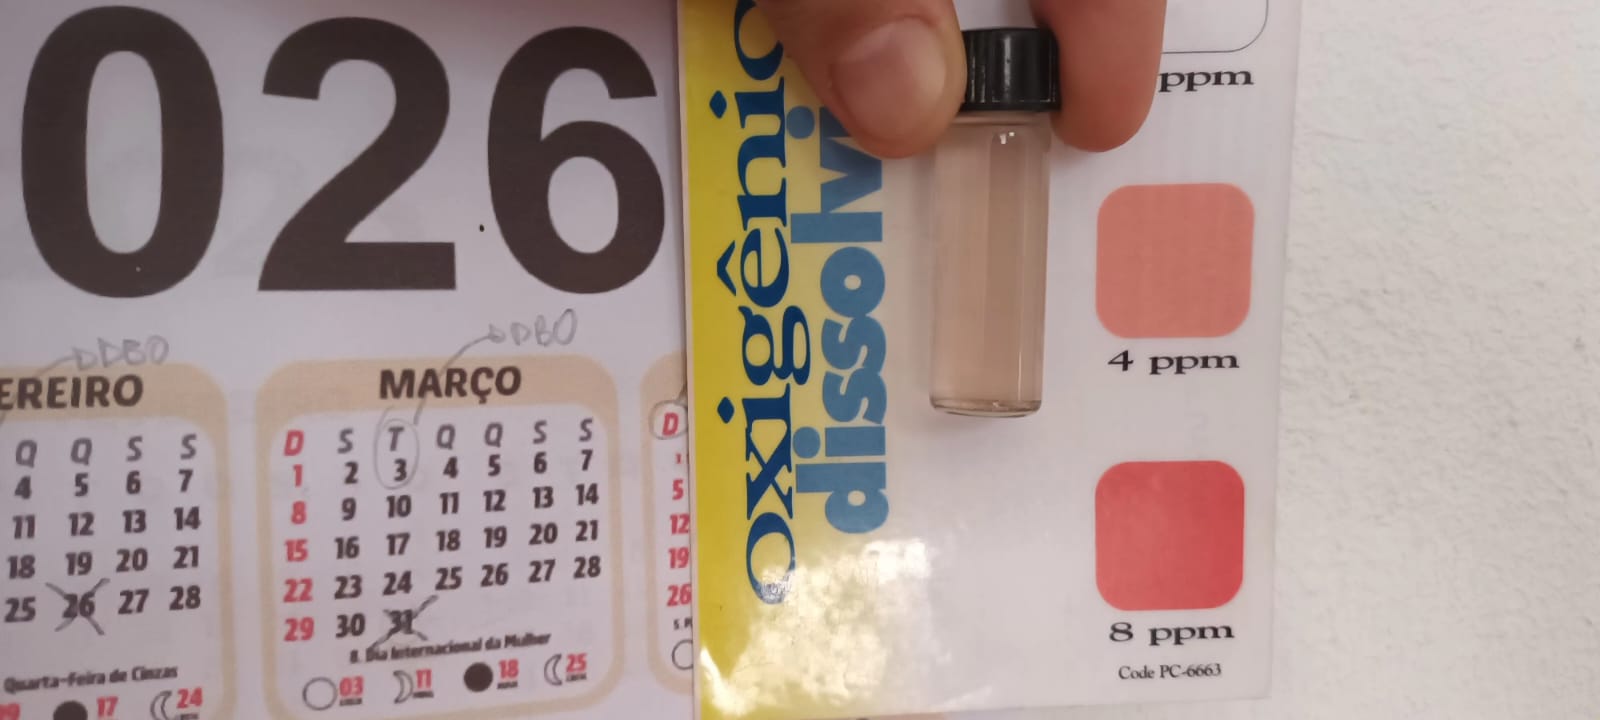 026
DDBO
DBO
EREIRO
Q Q S S
4 5 6 7
11 12 13 14
18 19 20 21
25 26 27 28
Quarta-Feira de Cinzas
17 24
MARÇO
D S T Q Q S S
1 2 3 4 5 6 7
8 9 10 11 12 13 14
15 16 17 18 19 20 21
22 23 24 25 26 27 28
29 30 31
8. Dia Internacional da Mulher
03 11 18 25
D
5
12
19
26
oxigênio
dissolvi
ppm
4 ppm
8 ppm
Code PC-6663